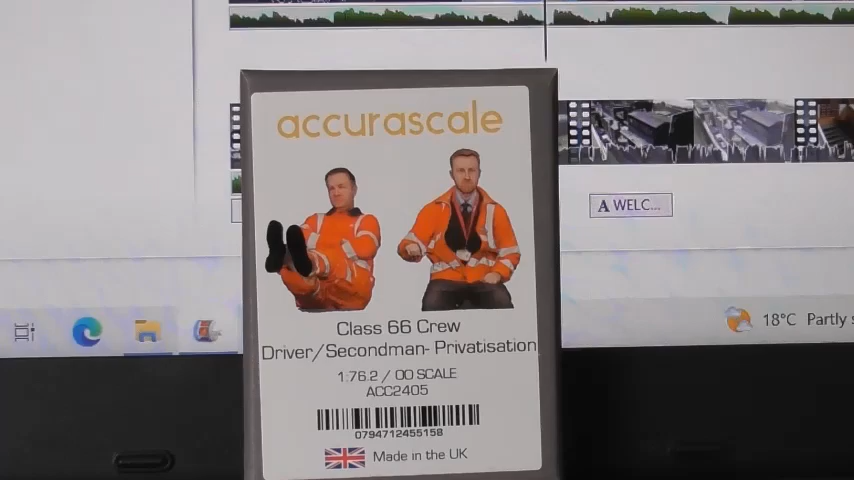 accurascale
Class 66 Crew
Driver/Secondman- Privatisation
1:76.2 / OO SCALE
ACC2405
0794712455158
Made in the UK
A WELC...
18°C Partly s